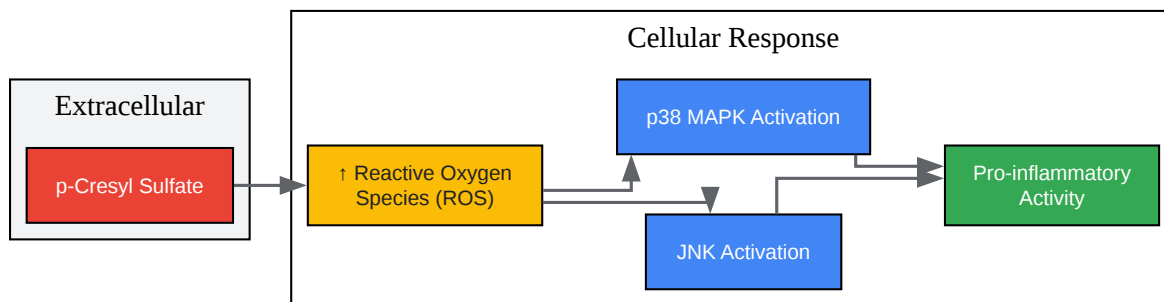 Cellular Response
Extracellular
p-Cresyl Sulfate
↑ Reactive Oxygen
Species (ROS)
p38 MAPK Activation
JNK Activation
Pro-inflammatory
Activity